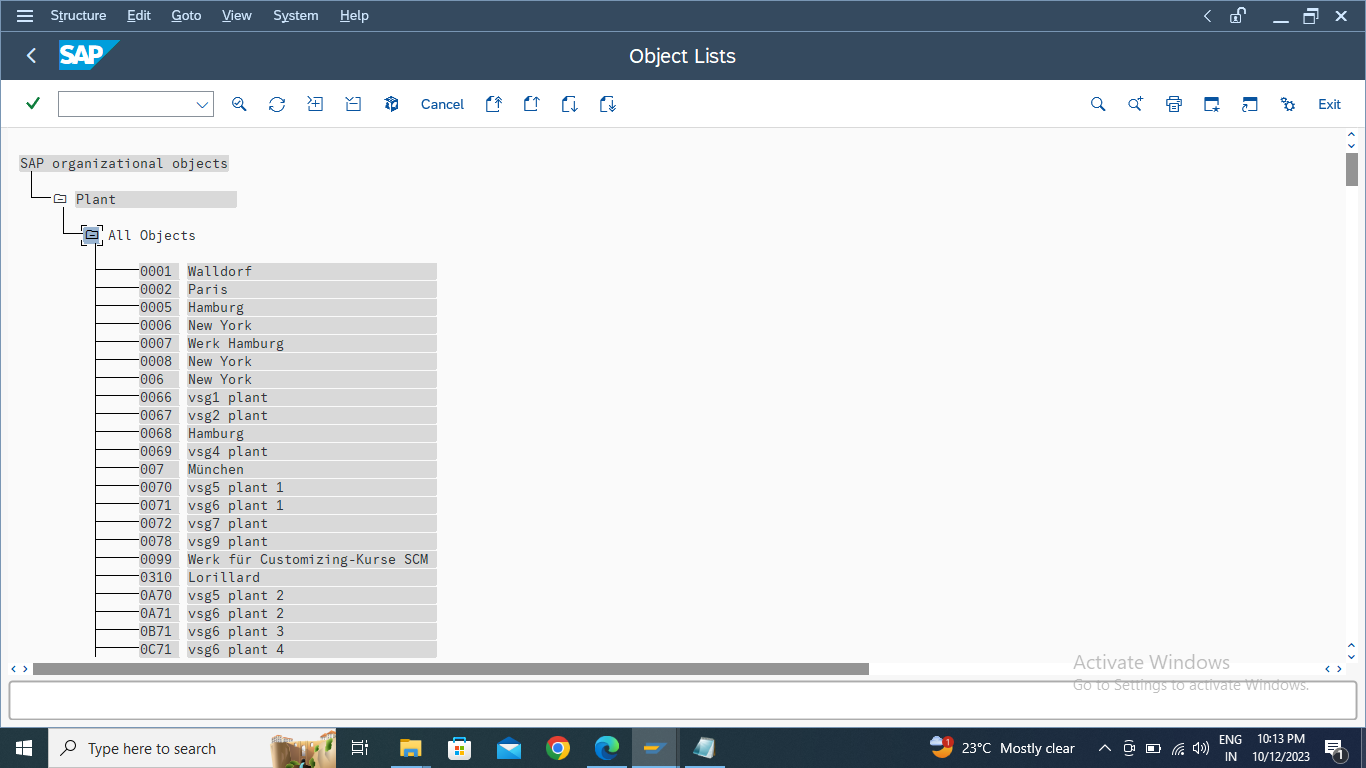 Structure Edit Goto View System Help
SAP Object Lists
Cancel Exit
SAP organizational objects
Plant
All Objects
0001 Walldorf
0002 Paris
0005 Hamburg
0006 New York
0007 Werk Hamburg
0008 New York
006 New York
0066 vsg1 plant
0067 vsg2 plant
0068 Hamburg
0069 vsg4 plant
007 München
0070 vsg5 plant 1
0071 vsg6 plant 1
0072 vsg7 plant
0078 vsg9 plant
0099 Werk für Customizing-Kurse SCM
0310 Lorillard
0A70 vsg5 plant 2
0A71 vsg6 plant 2
0B71 vsg6 plant 3
0C71 vsg6 plant 4
Activate Windows
Go to Settings to activate Windows.
Type here to search 1 23°C Mostly clear ENG IN 10:13 PM 10/12/2023 1